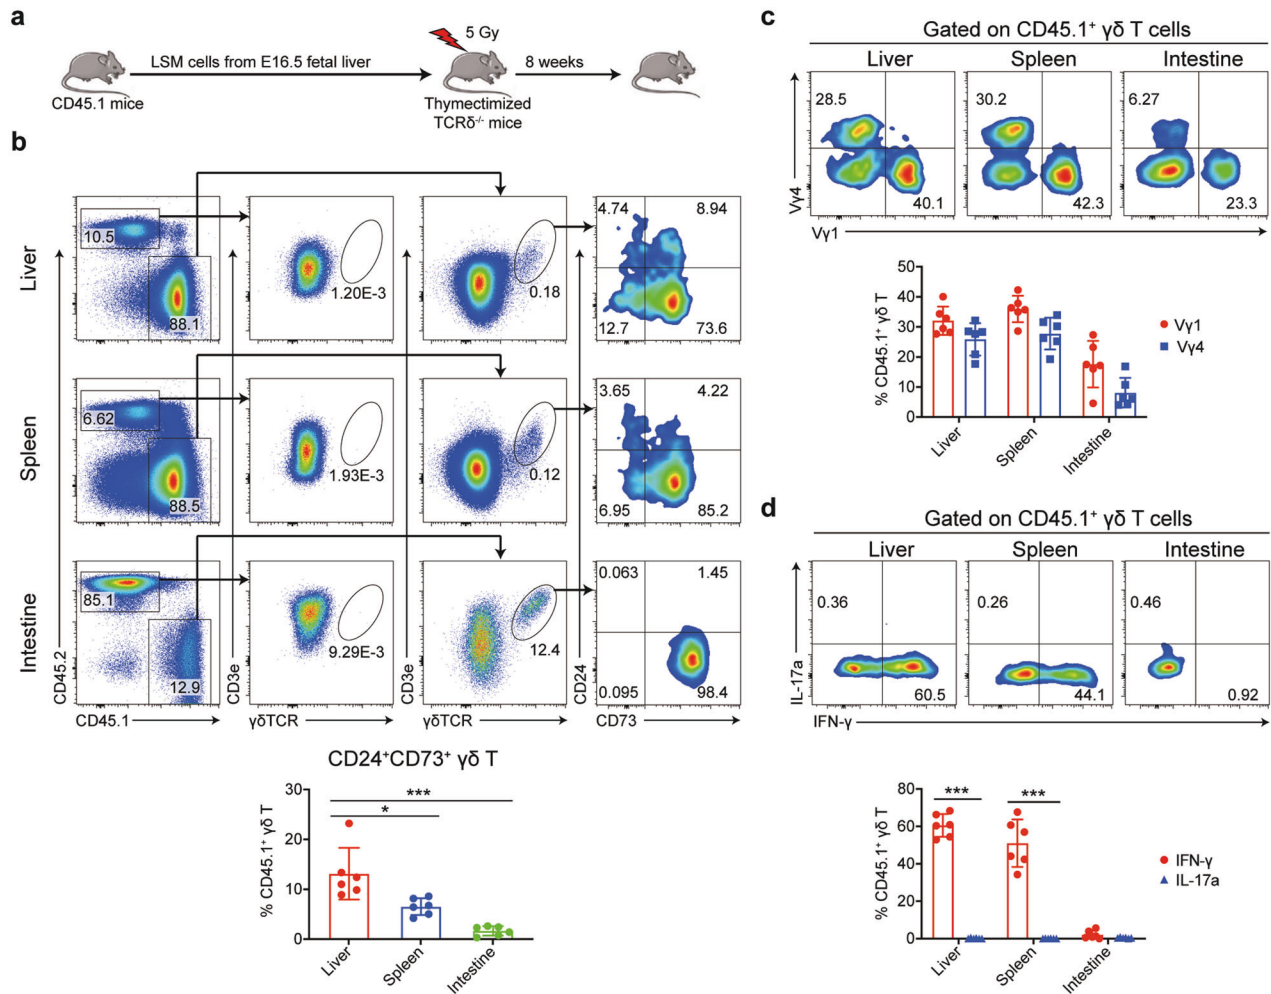 a
CD45.1 mice
LSM cells from E16.5 fetal liver
5 Gy
Thymectimized
TCRδ-/- mice
8 weeks
b
Liver
10.5
88.1
1.20E-3
0.18
4.74
8.94
12.7
73.6
Spleen
6.62
88.5
1.93E-3
0.12
3.65
4.22
6.95
85.2
Intestine
85.1
12.9
9.29E-3
12.4
0.063
1.45
0.095
98.4
CD45.2
CD3e
CD3e
CD24
CD45.1
γδTCR
γδTCR
CD73
CD24+CD73+ γδ T
% CD45.1+ γδ T
30
20
10
0
*
***
Liver
Spleen
Intestine
c
Gated on CD45.1+ γδ T cells
Liver
Spleen
Intestine
28.5
40.1
30.2
42.3
6.27
23.3
Vγ4
Vγ1
% CD45.1+ γδ T
50
40
30
20
10
0
Vγ1
Vγ4
Liver
Spleen
Intestine
d
Gated on CD45.1+ γδ T cells
Liver
Spleen
Intestine
0.36
60.5
0.26
44.1
0.46
0.92
IL-17a
IFN-γ
% CD45.1+ γδ T
80
60
40
20
0
***
***
IFN-γ
IL-17a
Liver
Spleen
Intestine